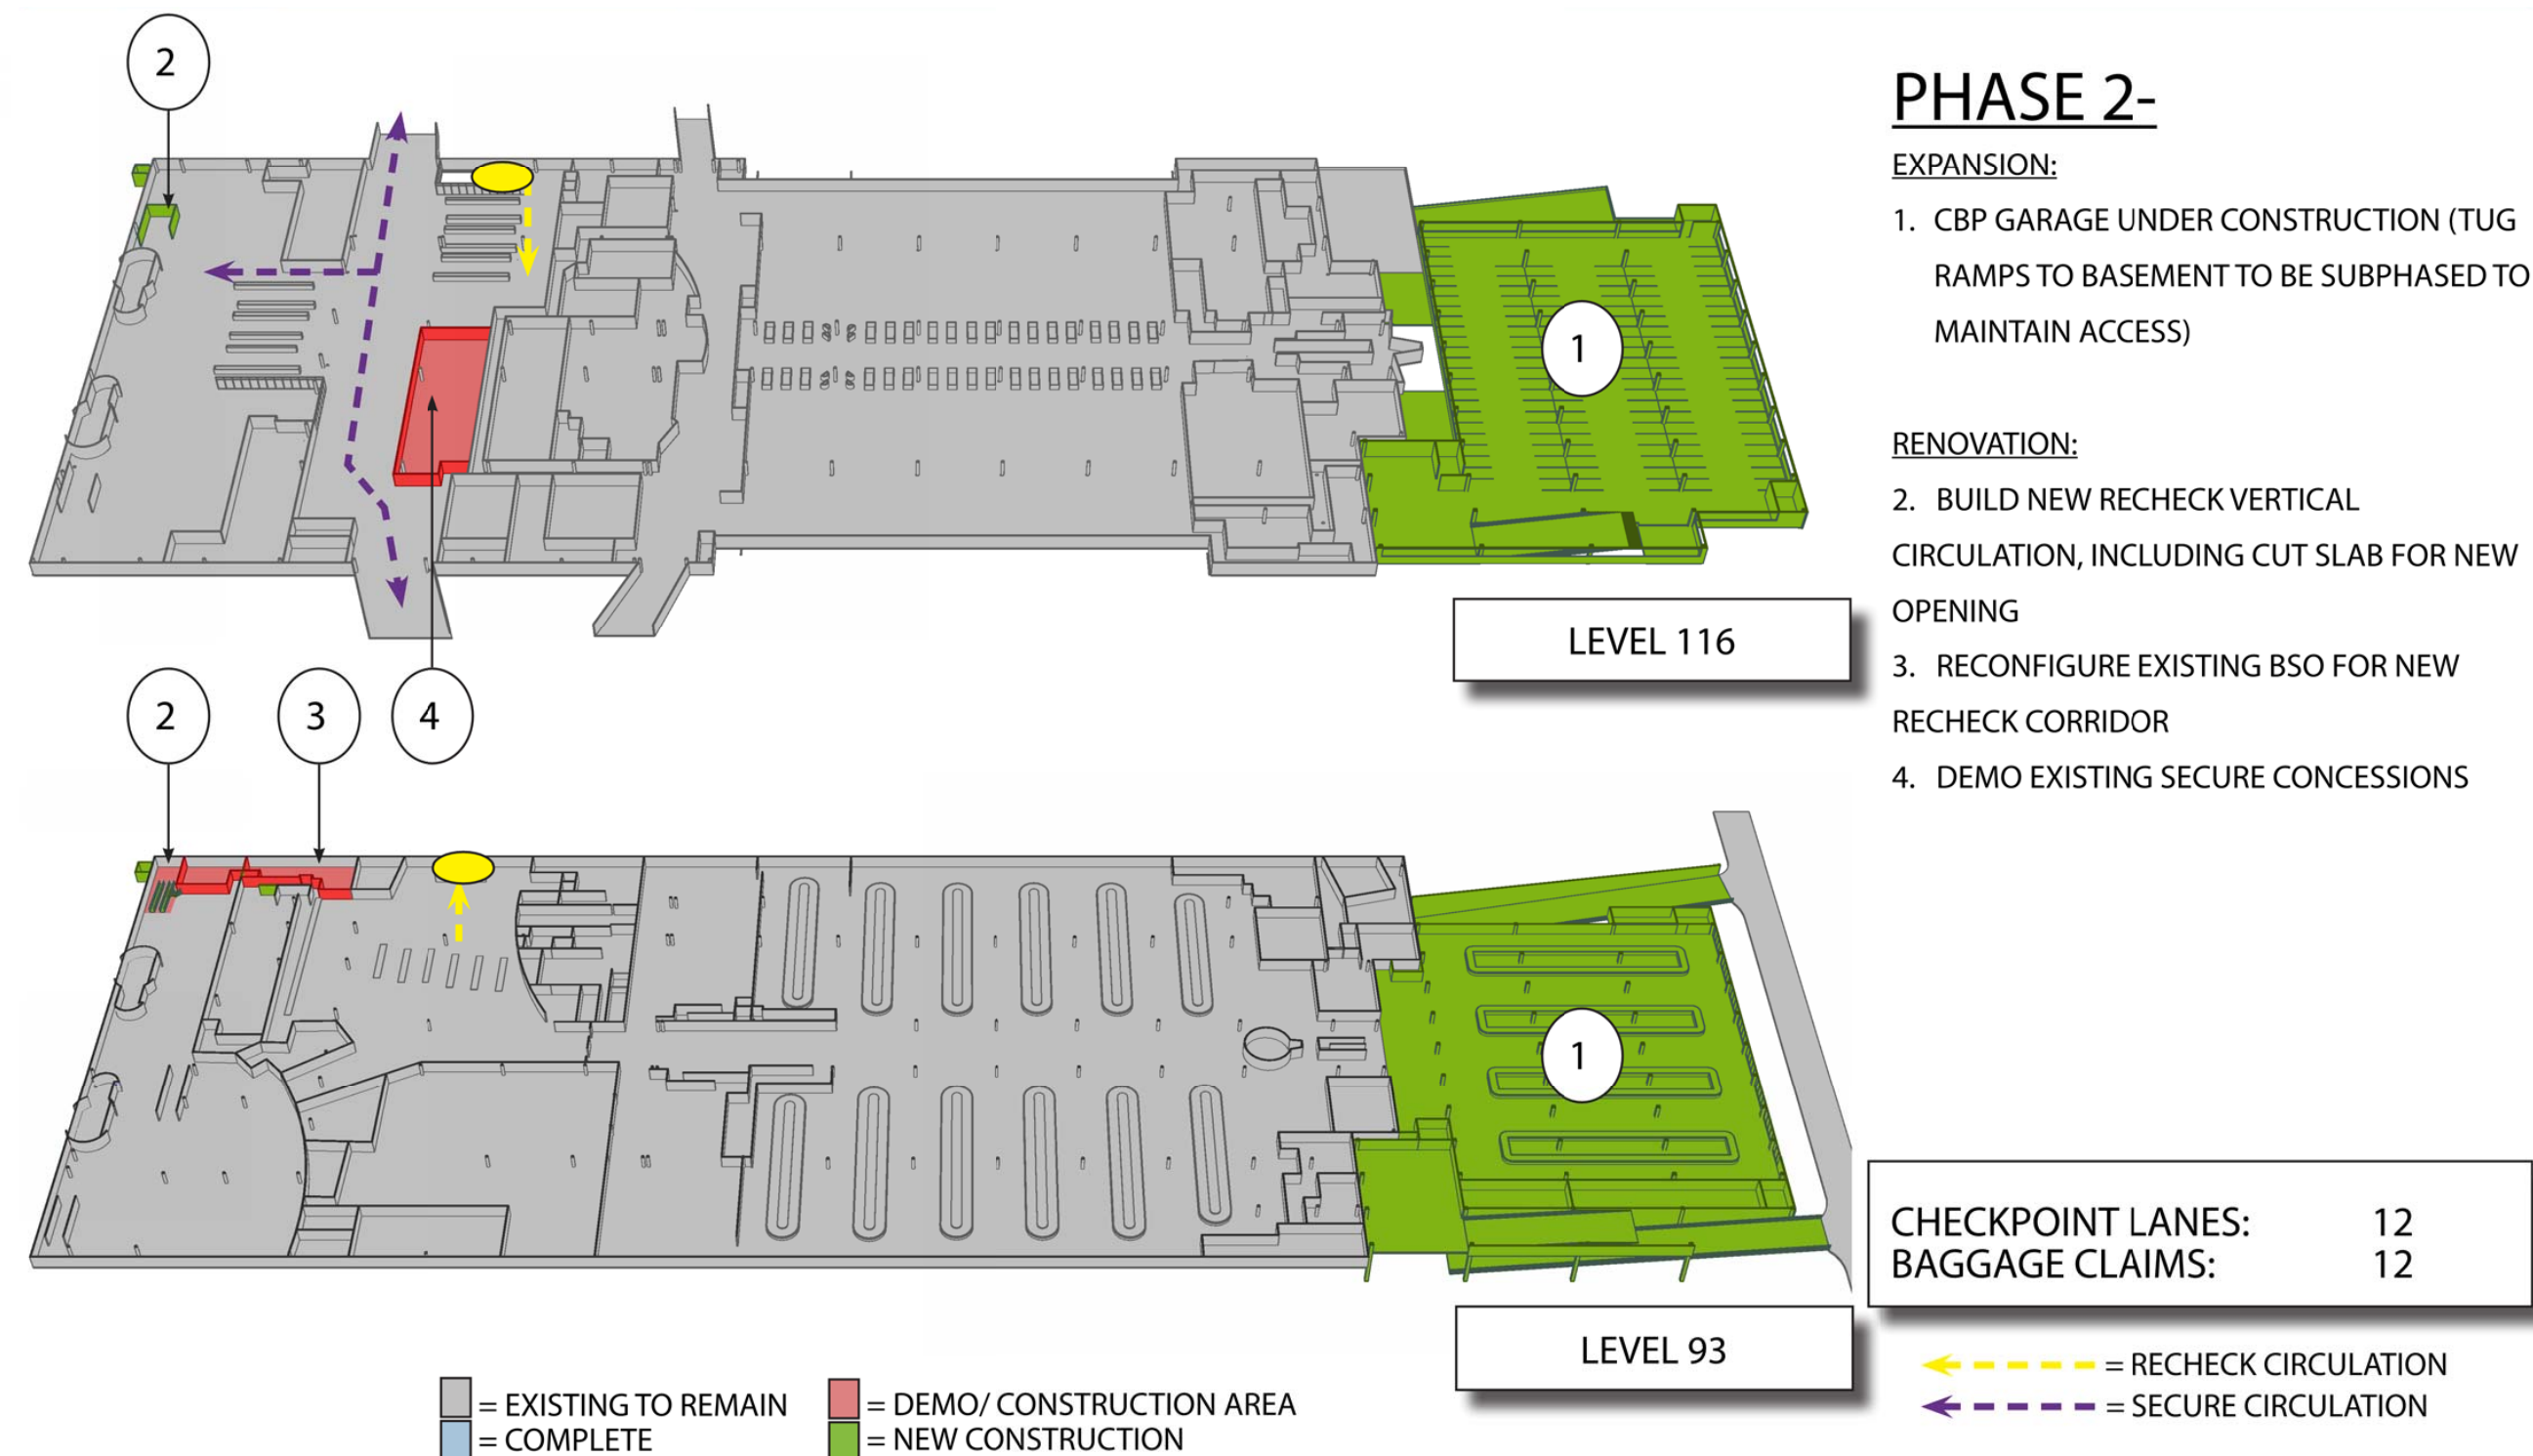 2
PHASE 2-
EXPANSION:
1. CBP GARAGE UNDER CONSTRUCTION (TUG
RAMPS TO BASEMENT TO BE SUBPHASED TO
MAINTAIN ACCESS)
1
RENOVATION:
2. BUILD NEW RECHECK VERTICAL
CIRCULATION, INCLUDING CUT SLAB FOR NEW
OPENING
3. RECONFIGURE EXISTING BSO FOR NEW
RECHECK CORRIDOR
4. DEMO EXISTING SECURE CONCESSIONS
LEVEL 116
2
3
4
1
CHECKPOINT LANES: 12
BAGGAGE CLAIMS: 12
LEVEL 93
= RECHECK CIRCULATION
= SECURE CIRCULATION
= EXISTING TO REMAIN
= COMPLETE
= DEMO/ CONSTRUCTION AREA
= NEW CONSTRUCTION